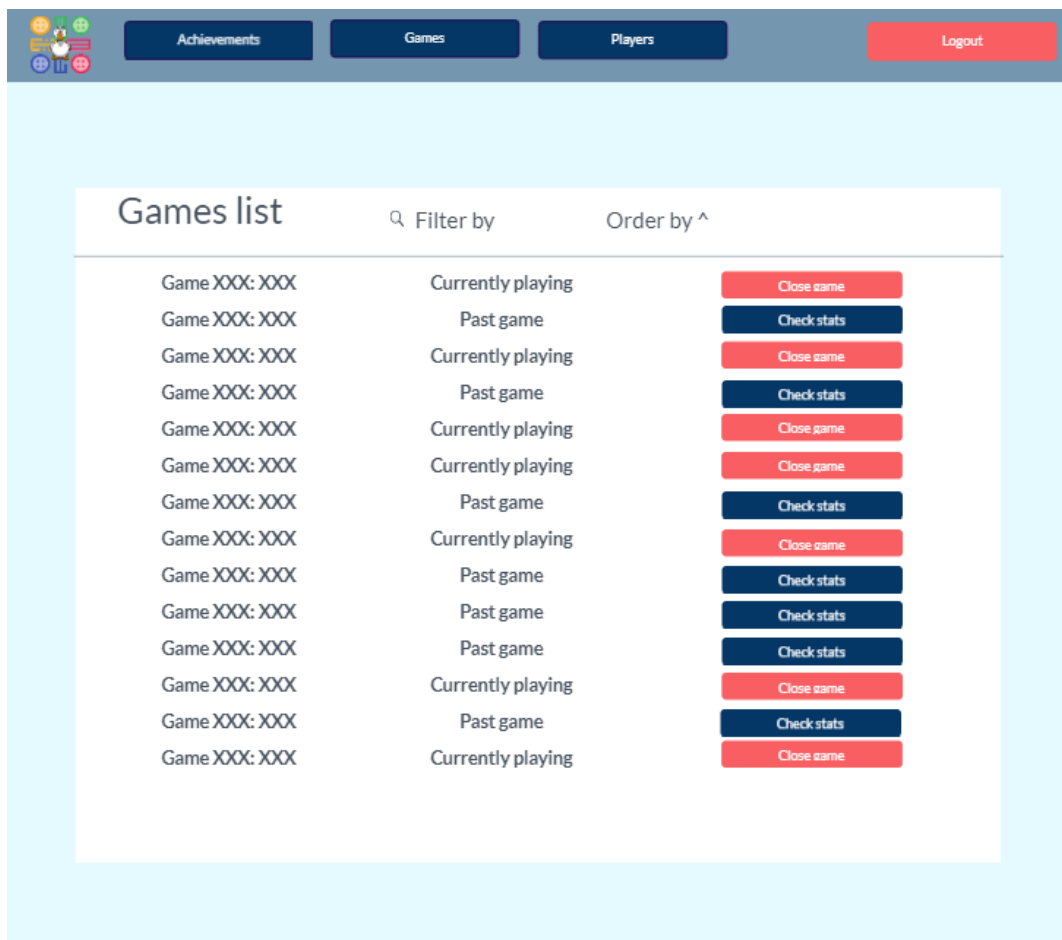 Achievements Games Players Logout
Games list Filter by Order by ^
Game XXX: XXX Currently playing Close game
Game XXX: XXX Past game Check stats
Game XXX: XXX Currently playing Close game
Game XXX: XXX Past game Check stats
Game XXX: XXX Currently playing Close game
Game XXX: XXX Currently playing Close game
Game XXX: XXX Past game Check stats
Game XXX: XXX Currently playing Close game
Game XXX: XXX Past game Check stats
Game XXX: XXX Past game Check stats
Game XXX: XXX Past game Check stats
Game XXX: XXX Currently playing Close game
Game XXX: XXX Past game Check stats
Game XXX: XXX Currently playing Close game